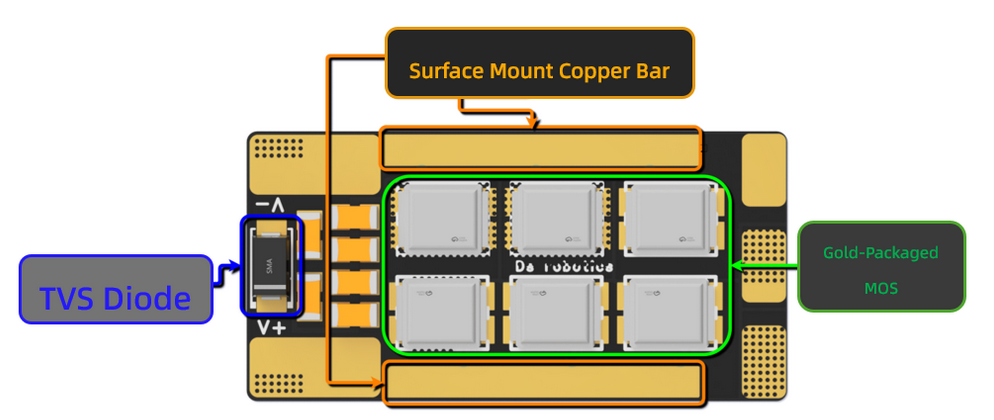 Surface Mount Copper Bar
−V
SMA
TVS Diode
V+
Gold-Packaged
MOS